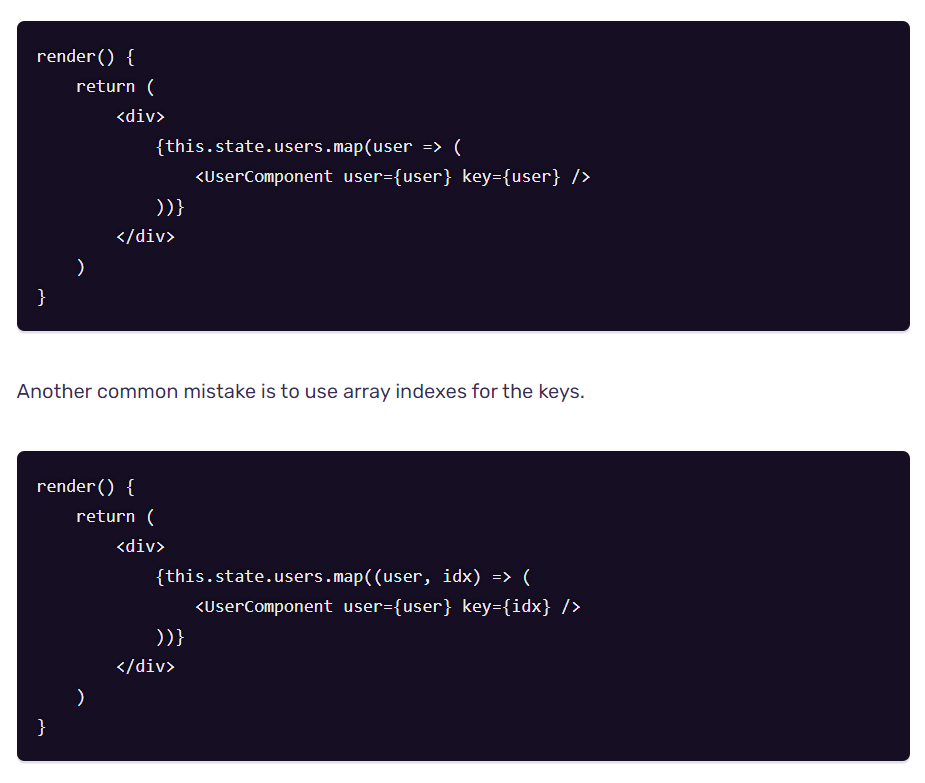 render() {
    return (
        <div>
            {this.state.users.map(user => (
                <UserComponent user={user} key={user} />
            ))}
        </div>
    )
}
Another common mistake is to use array indexes for the keys.
render() {
    return (
        <div>
            {this.state.users.map((user, idx) => (
                <UserComponent user={user} key={idx} />
            ))}
        </div>
    )
}